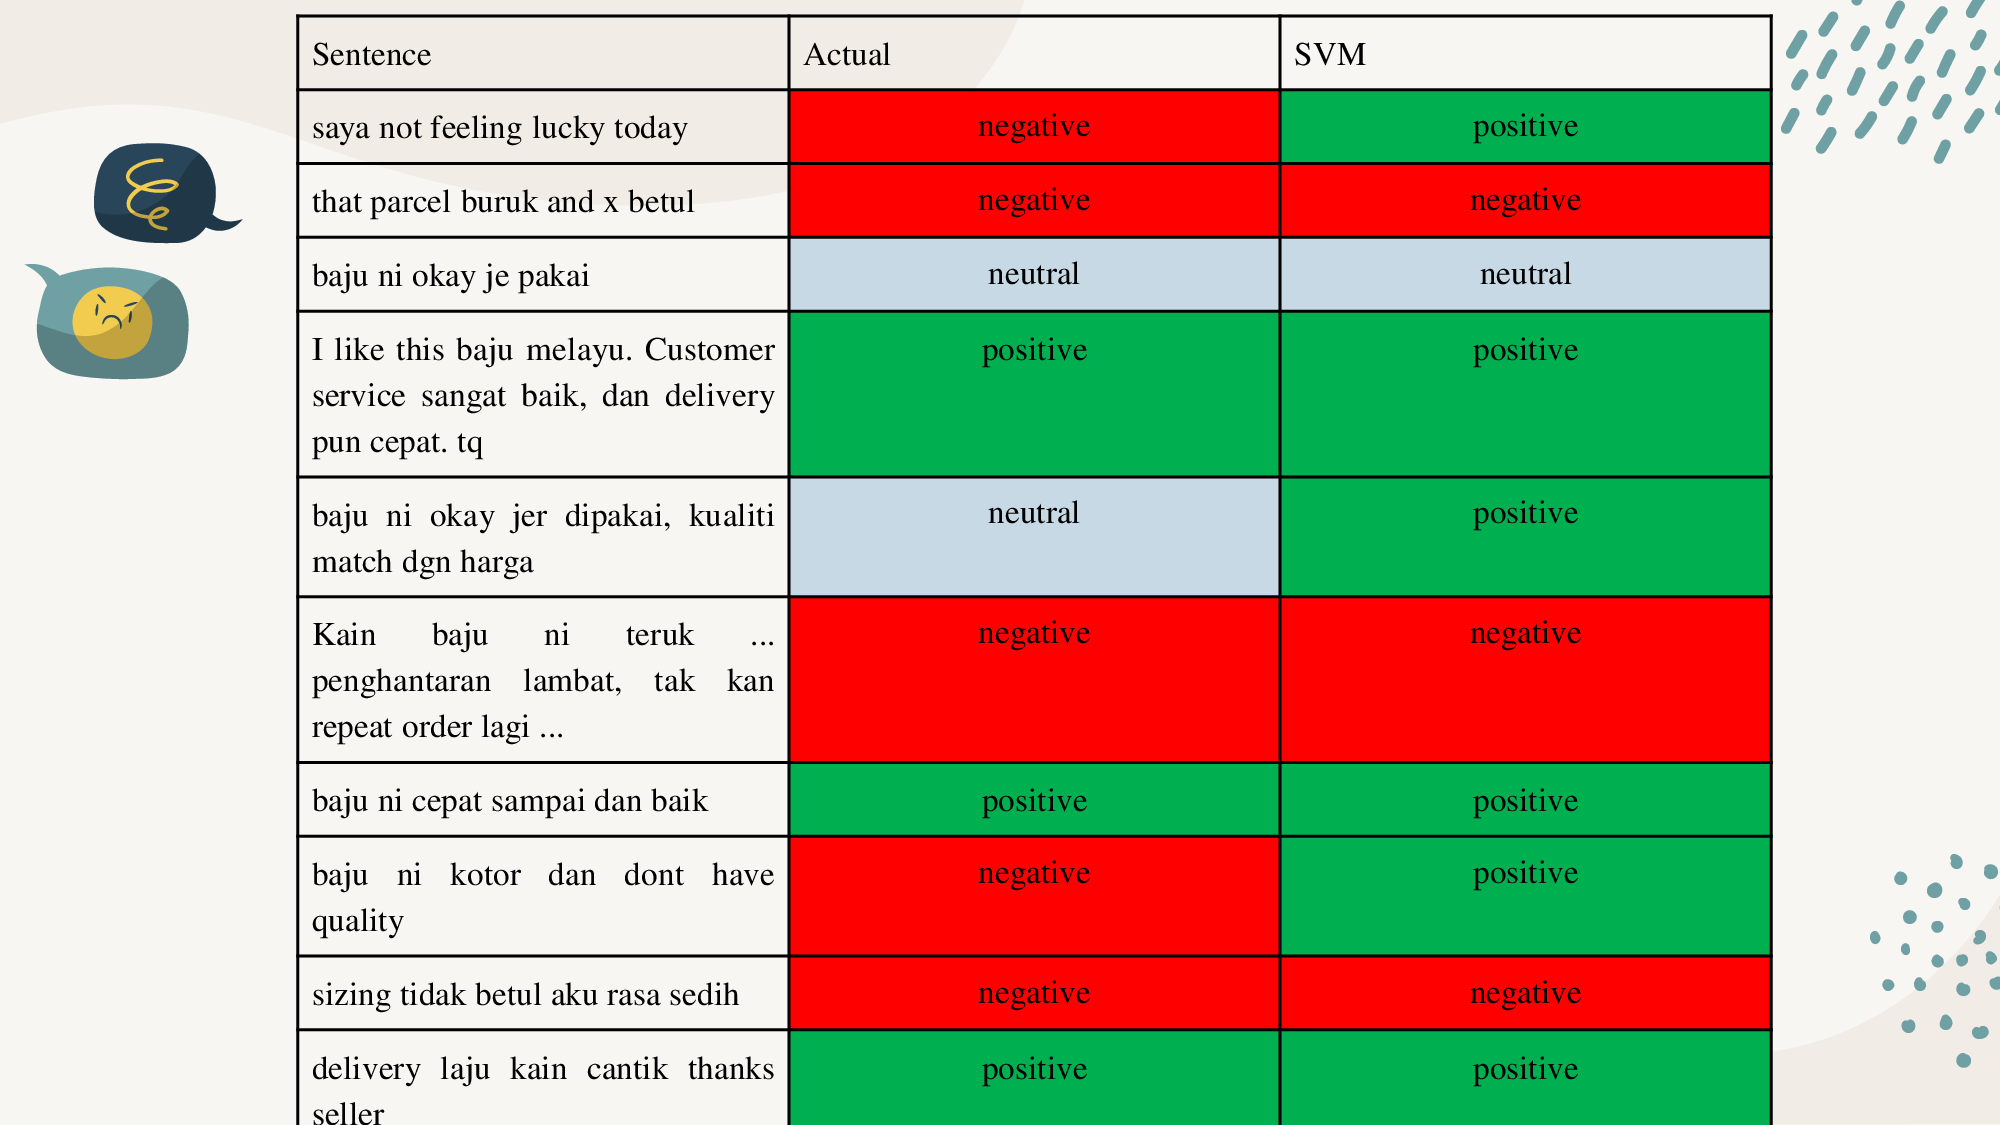 Sentence Actual SVM
saya not feeling lucky today negative positive
that parcel buruk and x betul negative negative
baju ni okay je pakai neutral neutral
I like this baju melayu. Customer positive positive
service sangat baik, dan delivery
pun cepat. tq
baju ni okay jer dipakai, kualiti neutral positive
match dgn harga
Kain baju ni teruk ... negative negative
penghantaran lambat, tak kan
repeat order lagi ...
baju ni cepat sampai dan baik positive positive
baju ni kotor dan dont have negative positive
quality
sizing tidak betul aku rasa sedih negative negative
delivery laju kain cantik thanks positive positive
seller